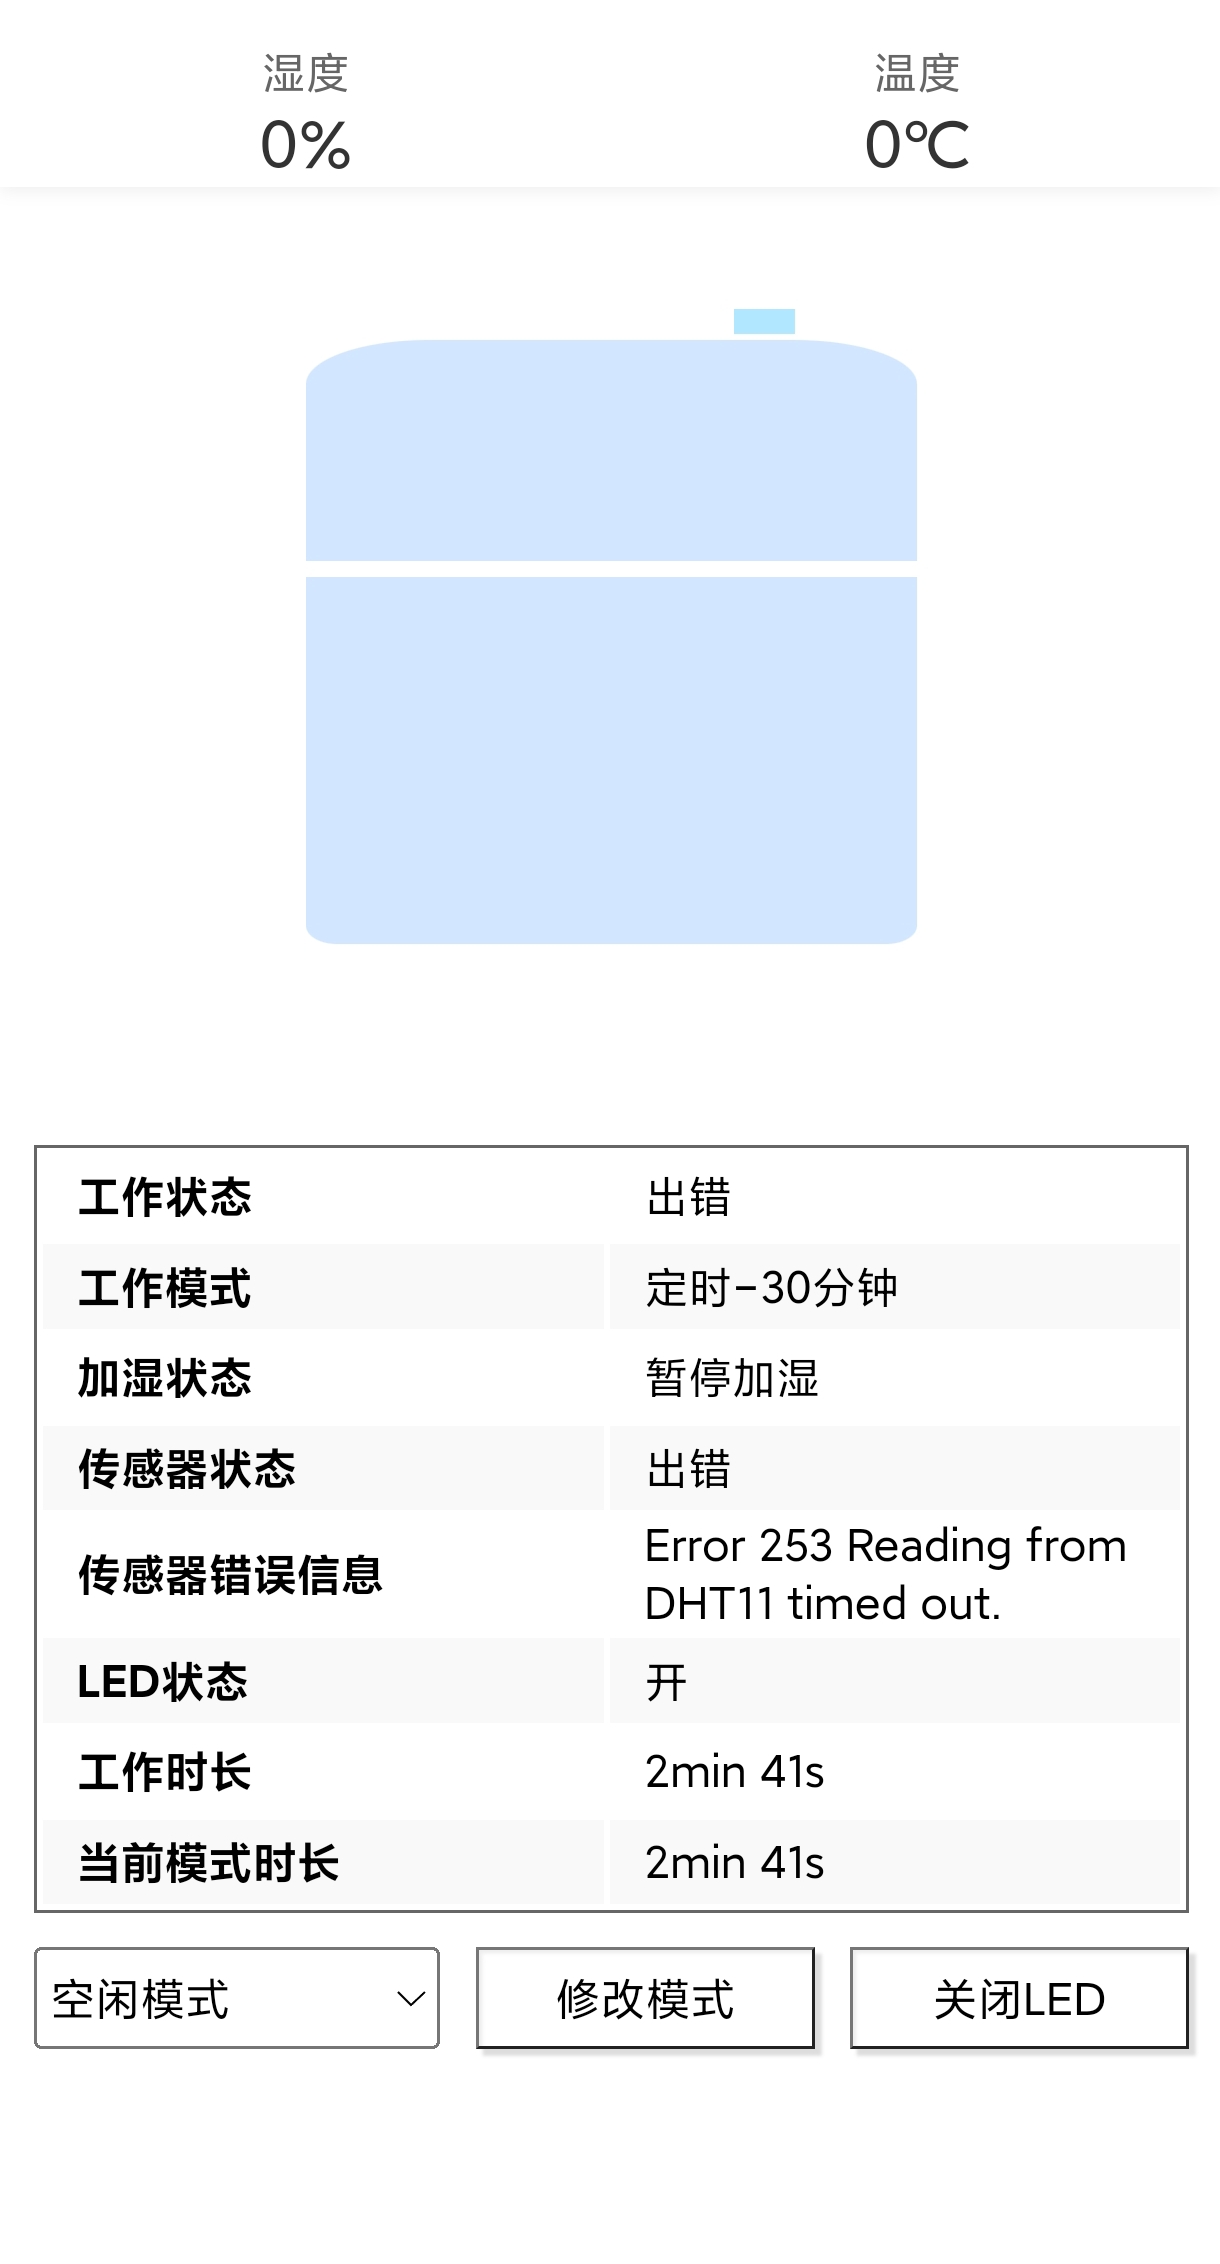 湿度
温度
0%
0℃
工作状态
出错
工作模式
定时-30分钟
加湿状态
暂停加湿
传感器状态
出错
传感器错误信息
Error 253 Reading from
DHT11 timed out.
LED状态
开
工作时长
2min 41s
当前模式时长
2min 41s
空闲模式
修改模式
关闭LED